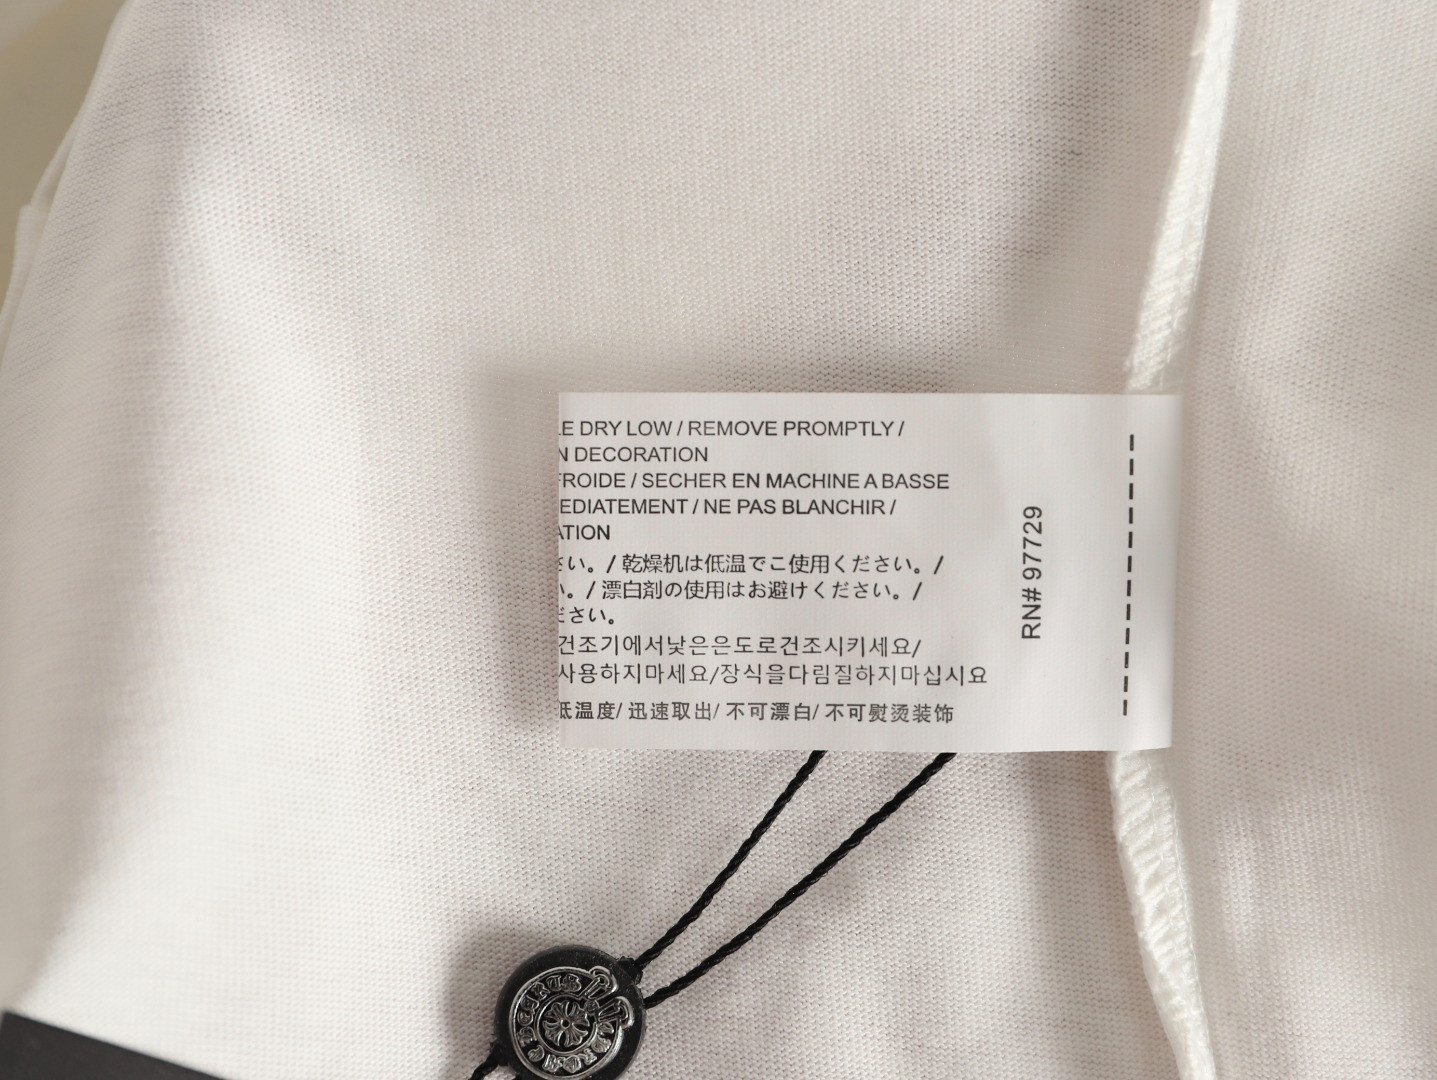 LE DRY LOW / REMOVE PROMPTLY /
N DECORATION
FROIDE / SECHER EN MACHINE A BASSE
EDIATEMENT / NE PAS BLANCHIR /
ATION
さい。/ 乾燥机は低温でこ使用ください。/
い。/ 漂白剤の使用はお避けください。/
ださい。
건조기에서낮은은도로건조시키세요/
사용하지마세요/장식을다림질하지마십시요
低温度/ 迅速取出/ 不可漂白/ 不可熨烫装饰
RN# 97729
CHROME HEARTS